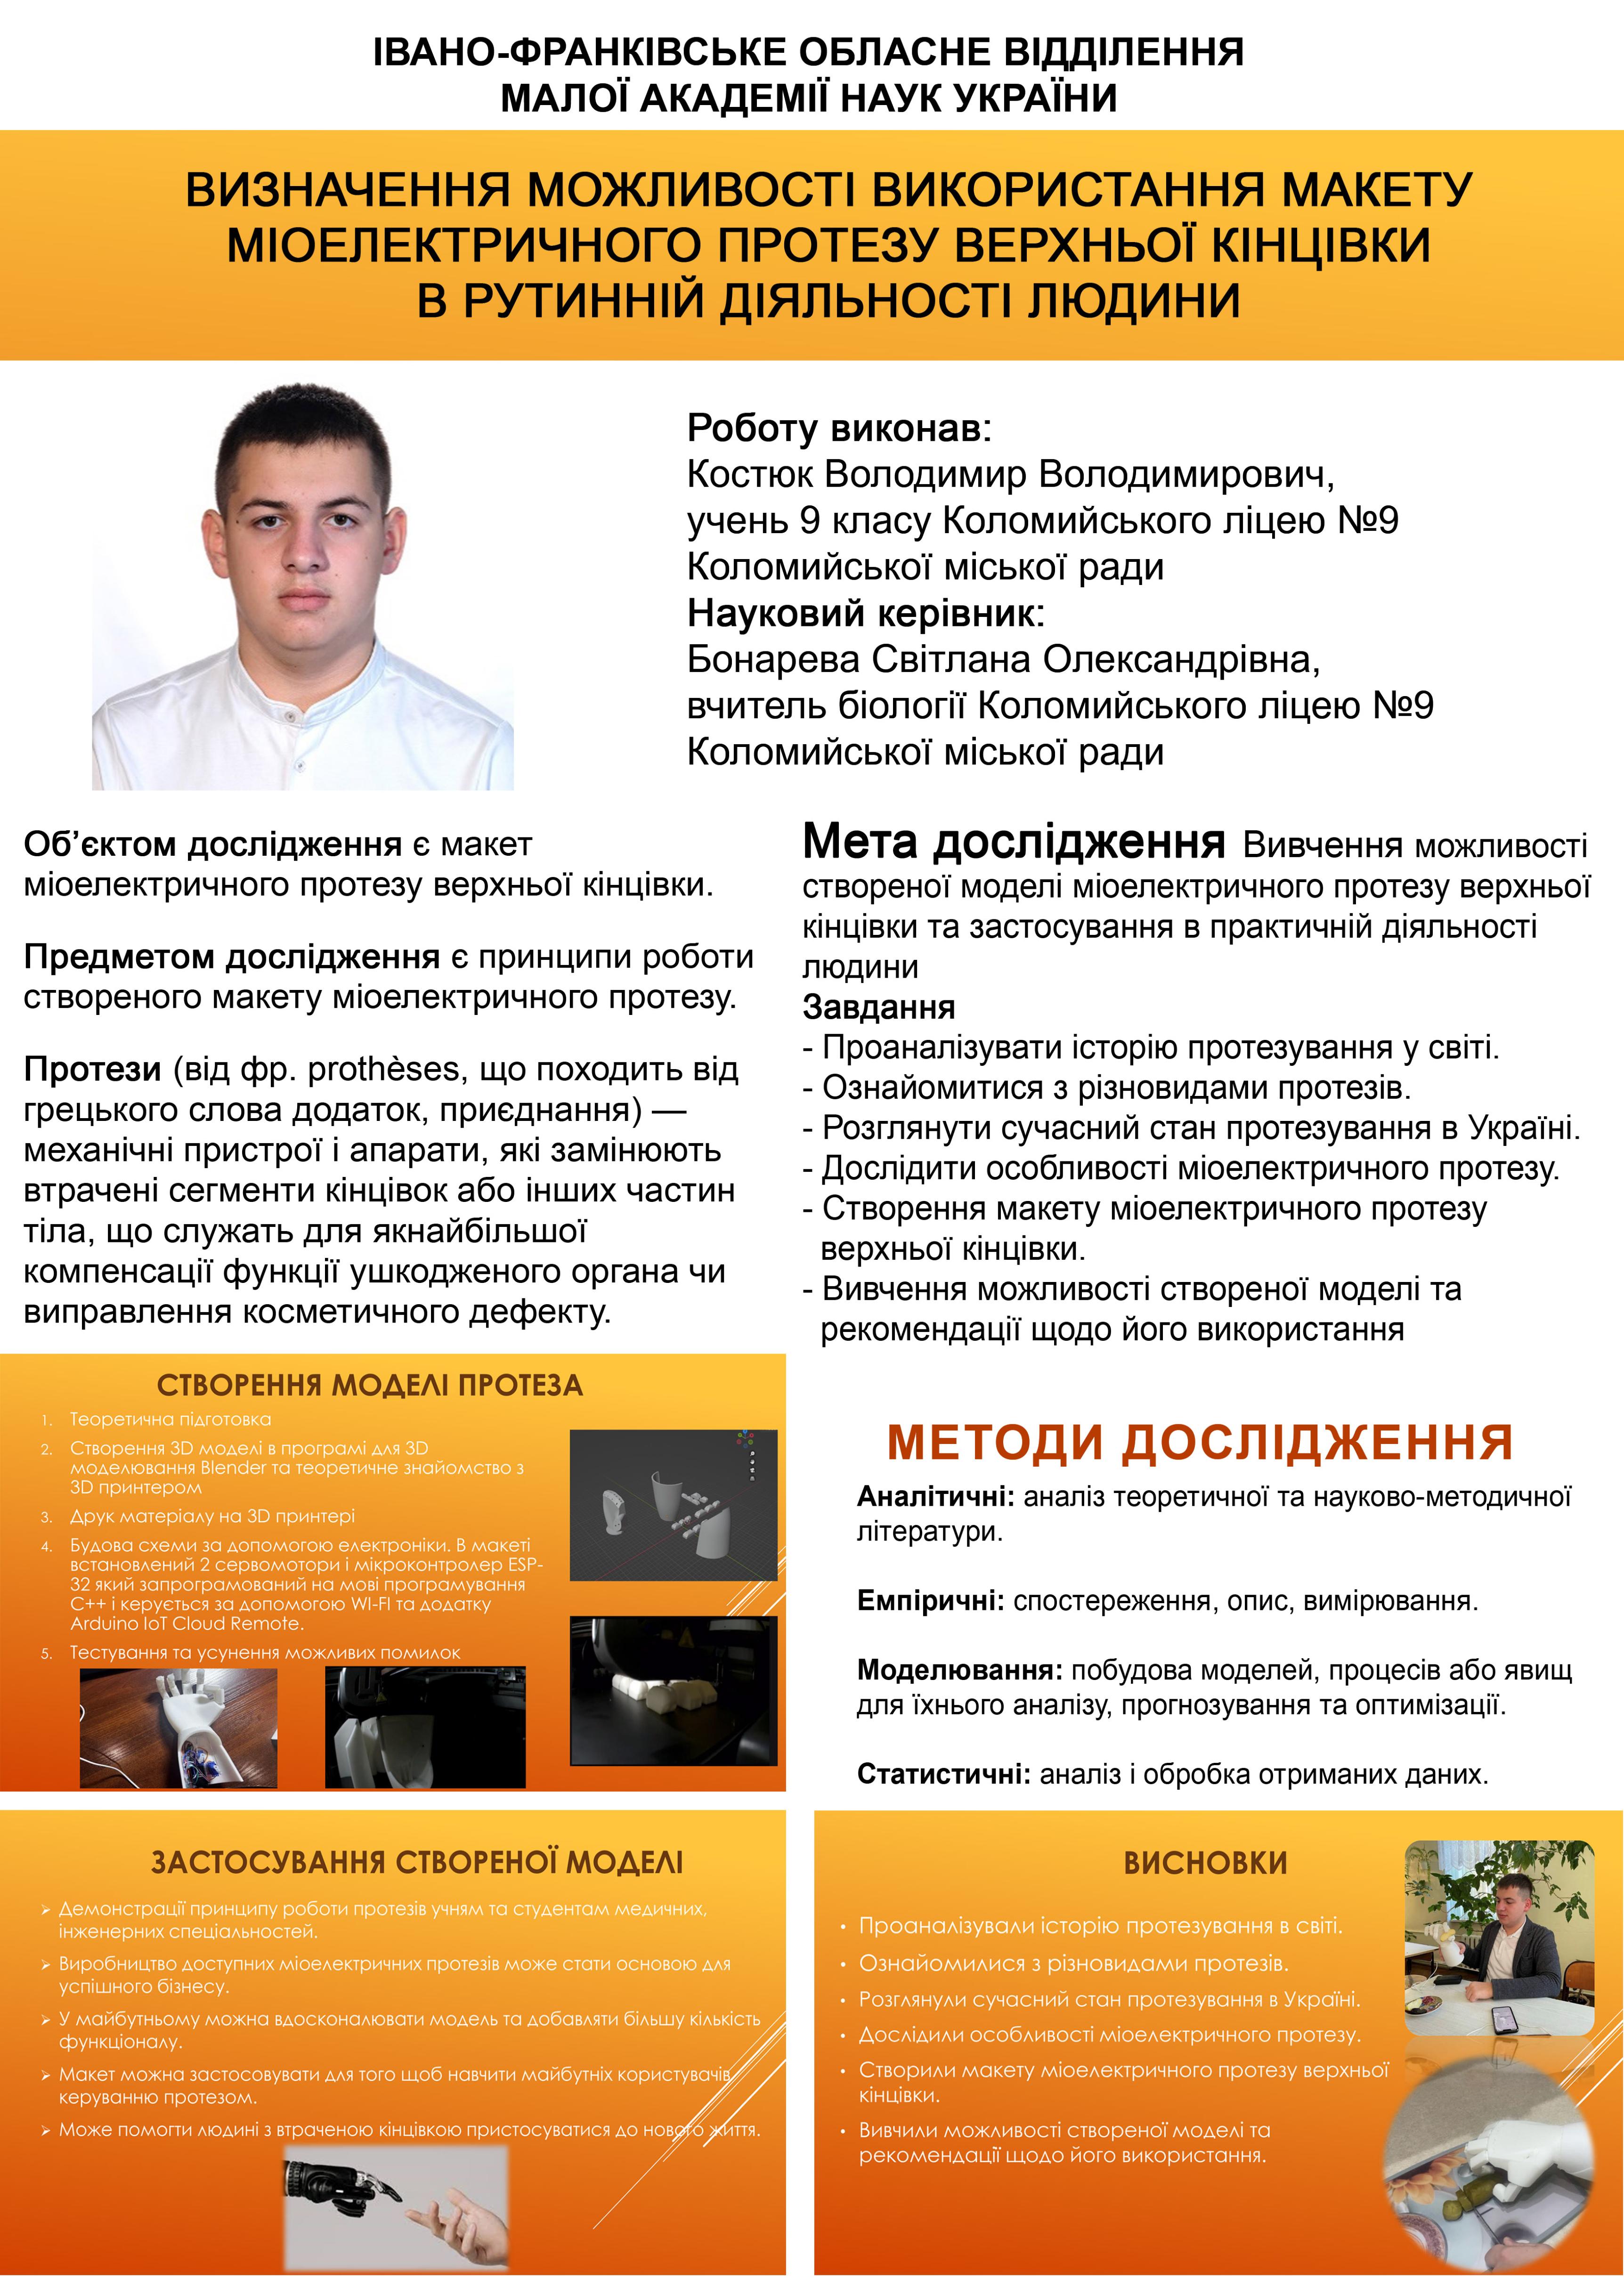 ІВАНО-ФРАНКІВСЬКЕ ОБЛАСНЕ ВІДДІЛЕННЯ
МАЛОЇ АКАДЕМІЇ НАУК УКРАЇНИ
ВИЗНАЧЕННЯ МОЖЛИВОСТІ ВИКОРИСТАННЯ МАКЕТУ
МІОЕЛЕКТРИЧНОГО ПРОТЕЗУ ВЕРХНЬОЇ КІНЦІВКИ
В РУТИННІЙ ДІЯЛЬНОСТІ ЛЮДИНИ
Роботу виконав:
Костюк Володимир Володимирович,
учень 9 класу Коломийського ліцею №9
Коломийської міської ради
Науковий керівник:
Бонарева Світлана Олександрівна,
вчитель біології Коломийського ліцею №9
Коломийської міської ради
Об’єктом дослідження є макет
міоелектричного протезу верхньої кінцівки.
Предметом дослідження є принципи роботи
створеного макету міоелектричного протезу.
Протези (від фр. prothèses, що походить від
грецького слова додаток, приєднання) —
механічні пристрої і апарати, які замінюють
втрачені сегменти кінцівок або інших частин
тіла, що служать для якнайбільшої
компенсації функції ушкодженого органа чи
виправлення косметичного дефекту.
Мета дослідження Вивчення можливості
створеної моделі міоелектричного протезу верхньої
кінцівки та застосування в практичній діяльності
людини
Завдання
- Проаналізувати історію протезування у світі.
- Ознайомитися з різновидами протезів.
- Розглянути сучасний стан протезування в Україні.
- Дослідити особливості міоелектричного протезу.
- Створення макету міоелектричного протезу
верхньої кінцівки.
- Вивчення можливості створеної моделі та
рекомендації щодо його використання
СТВОРЕННЯ МОДЕЛІ ПРОТЕЗА
1. Теоретична підготовка
2. Створення 3D моделі в програмі для 3D
моделювання Blender та теоретичне знайомство з
3D принтером
3. Друк матеріалу на 3D принтері
4. Будова схеми за допомогою електроніки. В макеті
встановлений 2 сервомотори і мікроконтролер ESP-
32 який запрограмований на мові програмування
C++ і керується за допомогою WI-FI та додатку
Arduino IoT Cloud Remote.
5. Тестування та усунення можливих помилок
МЕТОДИ ДОСЛІДЖЕННЯ
Аналітичні: аналіз теоретичної та науково-методичної
літератури.
Емпіричні: спостереження, опис, вимірювання.
Моделювання: побудова моделей, процесів або явищ
для їхнього аналізу, прогнозування та оптимізації.
Статистичні: аналіз і обробка отриманих даних.
ЗАСТОСУВАННЯ СТВОРЕНОЇ МОДЕЛІ
➢ Демонстрації принципу роботи протезів учням та студентам медичних,
інженерних спеціальностей.
➢ Виробництво доступних міоелектричних протезів може стати основою для
успішного бізнесу.
➢ У майбутньому можна вдосконалювати модель та добавляти більшу кількість
функціоналу.
➢ Макет можна застосовувати для того щоб навчити майбутніх користувачів
керуванню протезом.
➢ Може помогти людині з втраченою кінцівкою пристосуватися до нового життя.
ВИСНОВКИ
• Проаналізували історію протезування в світі.
• Ознайомилися з різновидами протезів.
• Розглянули сучасний стан протезування в Україні.
• Дослідили особливості міоелектричного протезу.
• Створили макету міоелектричного протезу верхньої
кінцівки.
• Вивчили можливості створеної моделі та
рекомендації щодо його використання.